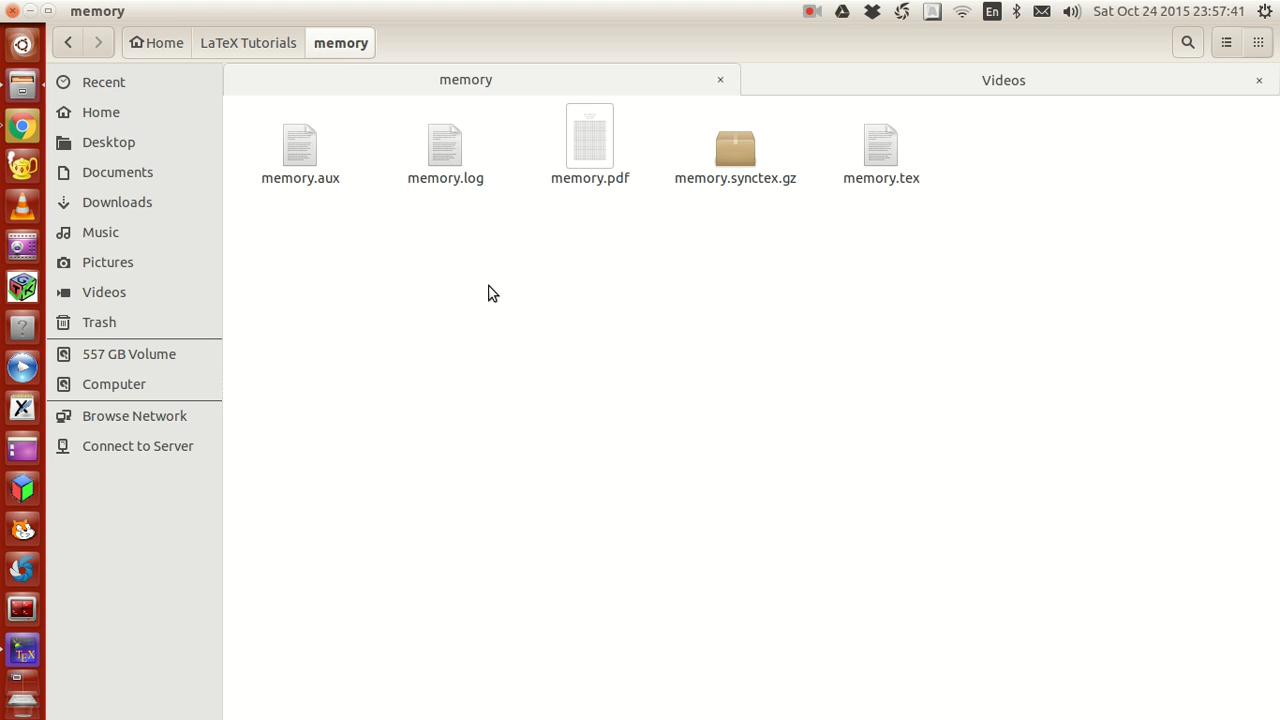 memory
En
Sat Oct 24 2015 23:57:41
Home
LaTeX Tutorials
memory
memory
Videos
Recent
Home
Desktop
Documents
Downloads
Music
Pictures
Videos
Trash
557 GB Volume
Computer
Browse Network
Connect to Server
memory.aux
memory.log
memory.pdf
memory.synctex.gz
memory.tex